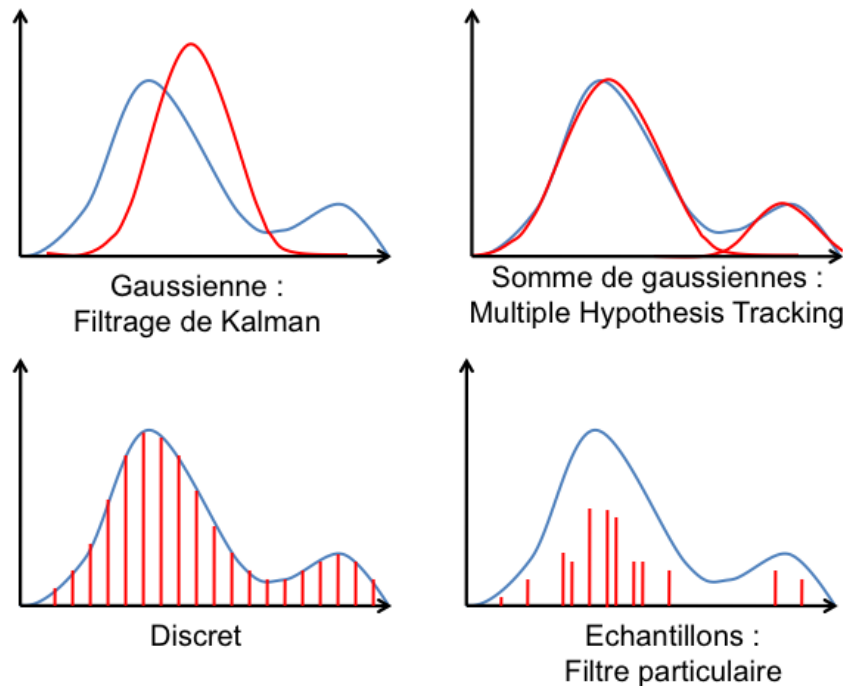 Gaussienne :
Filtrage de Kalman
Somme de gaussiennes :
Multiple Hypothesis Tracking
Discret
Echantillons :
Filtre particulaire